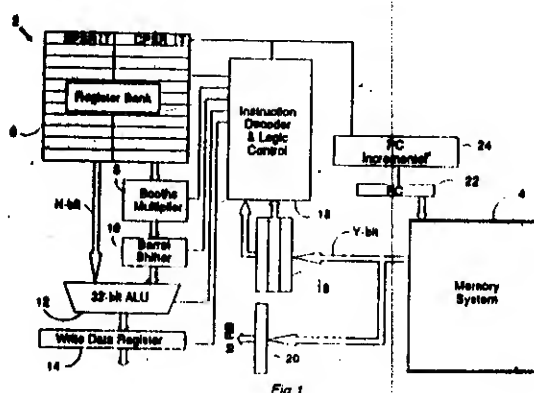 2
SPSR T CPSR T
Register Bank
6
Instruction
Decoder
& Logic
Control
PC
Incrementer
24
PC
22
4
8
Booths
Multiplier
18
N-bit
10
Barrel
Shifter
Y-bit
Memory
System
12
32-bit ALU
Write Data Register
14
20
Fig 1